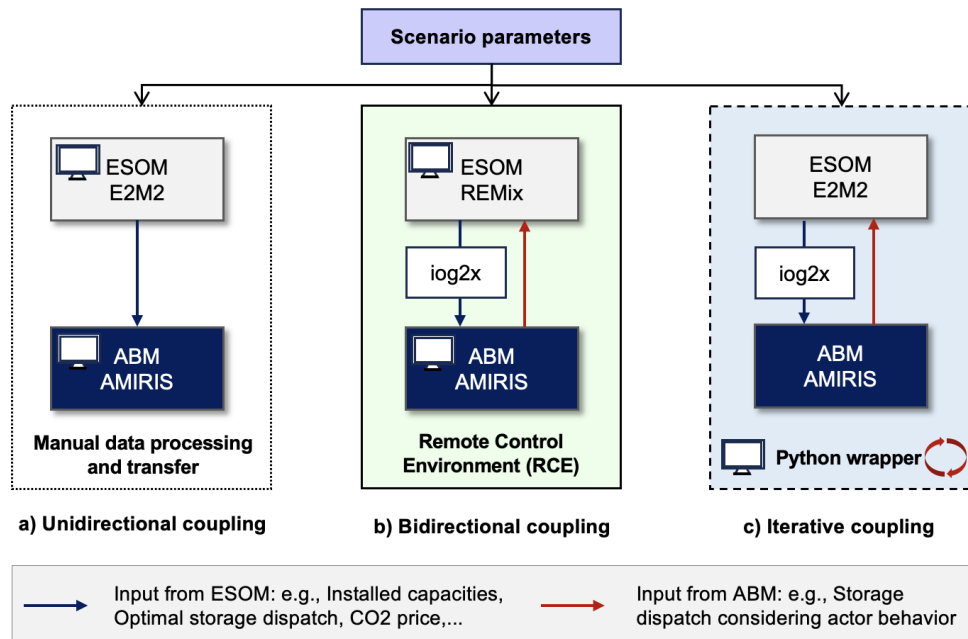 Scenario parameters
ESOM
E2M2
ABM
AMIRIS
Manual data processing
and transfer
a) Unidirectional coupling
ESOM
REMix
iog2x
ABM
AMIRIS
Remote Control
Environment (RCE)
b) Bidirectional coupling
ESOM
E2M2
iog2x
ABM
AMIRIS
Python wrapper
c) Iterative coupling
Input from ESOM: e.g., Installed capacities,
Optimal storage dispatch, CO2 price,...
Input from ABM: e.g., Storage
dispatch considering actor behavior